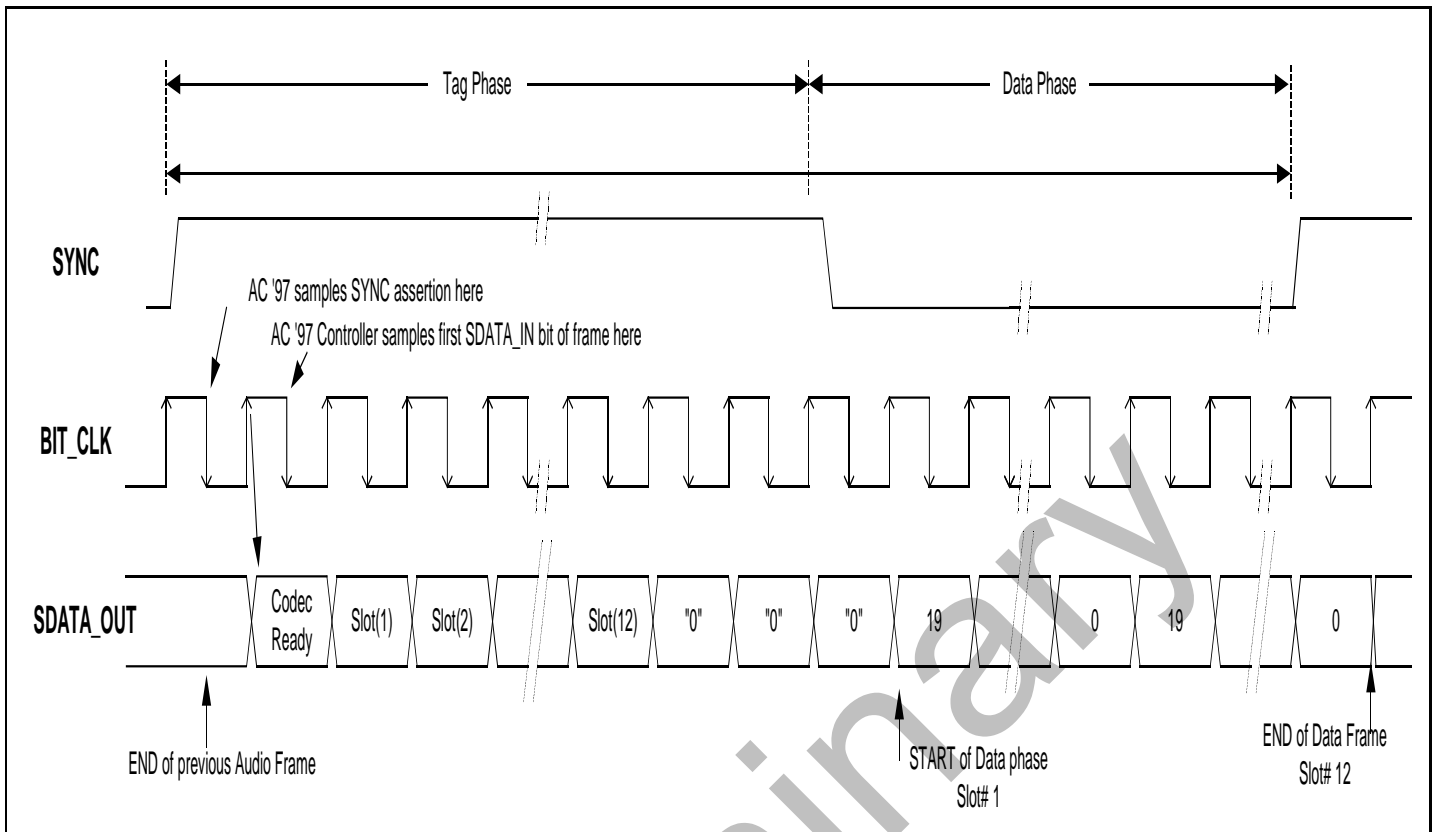 Tag Phase
Data Phase
SYNC
AC '97 samples SYNC assertion here
AC '97 Controller samples first SDATA_IN bit of frame here
BIT_CLK
SDATA_OUT
Codec
Ready
Slot(1)
Slot(2)
Slot(12)
"0"
"0"
"0"
19
0
19
0
END of previous Audio Frame
START of Data phase
Slot# 1
END of Data Frame
Slot# 12
inary